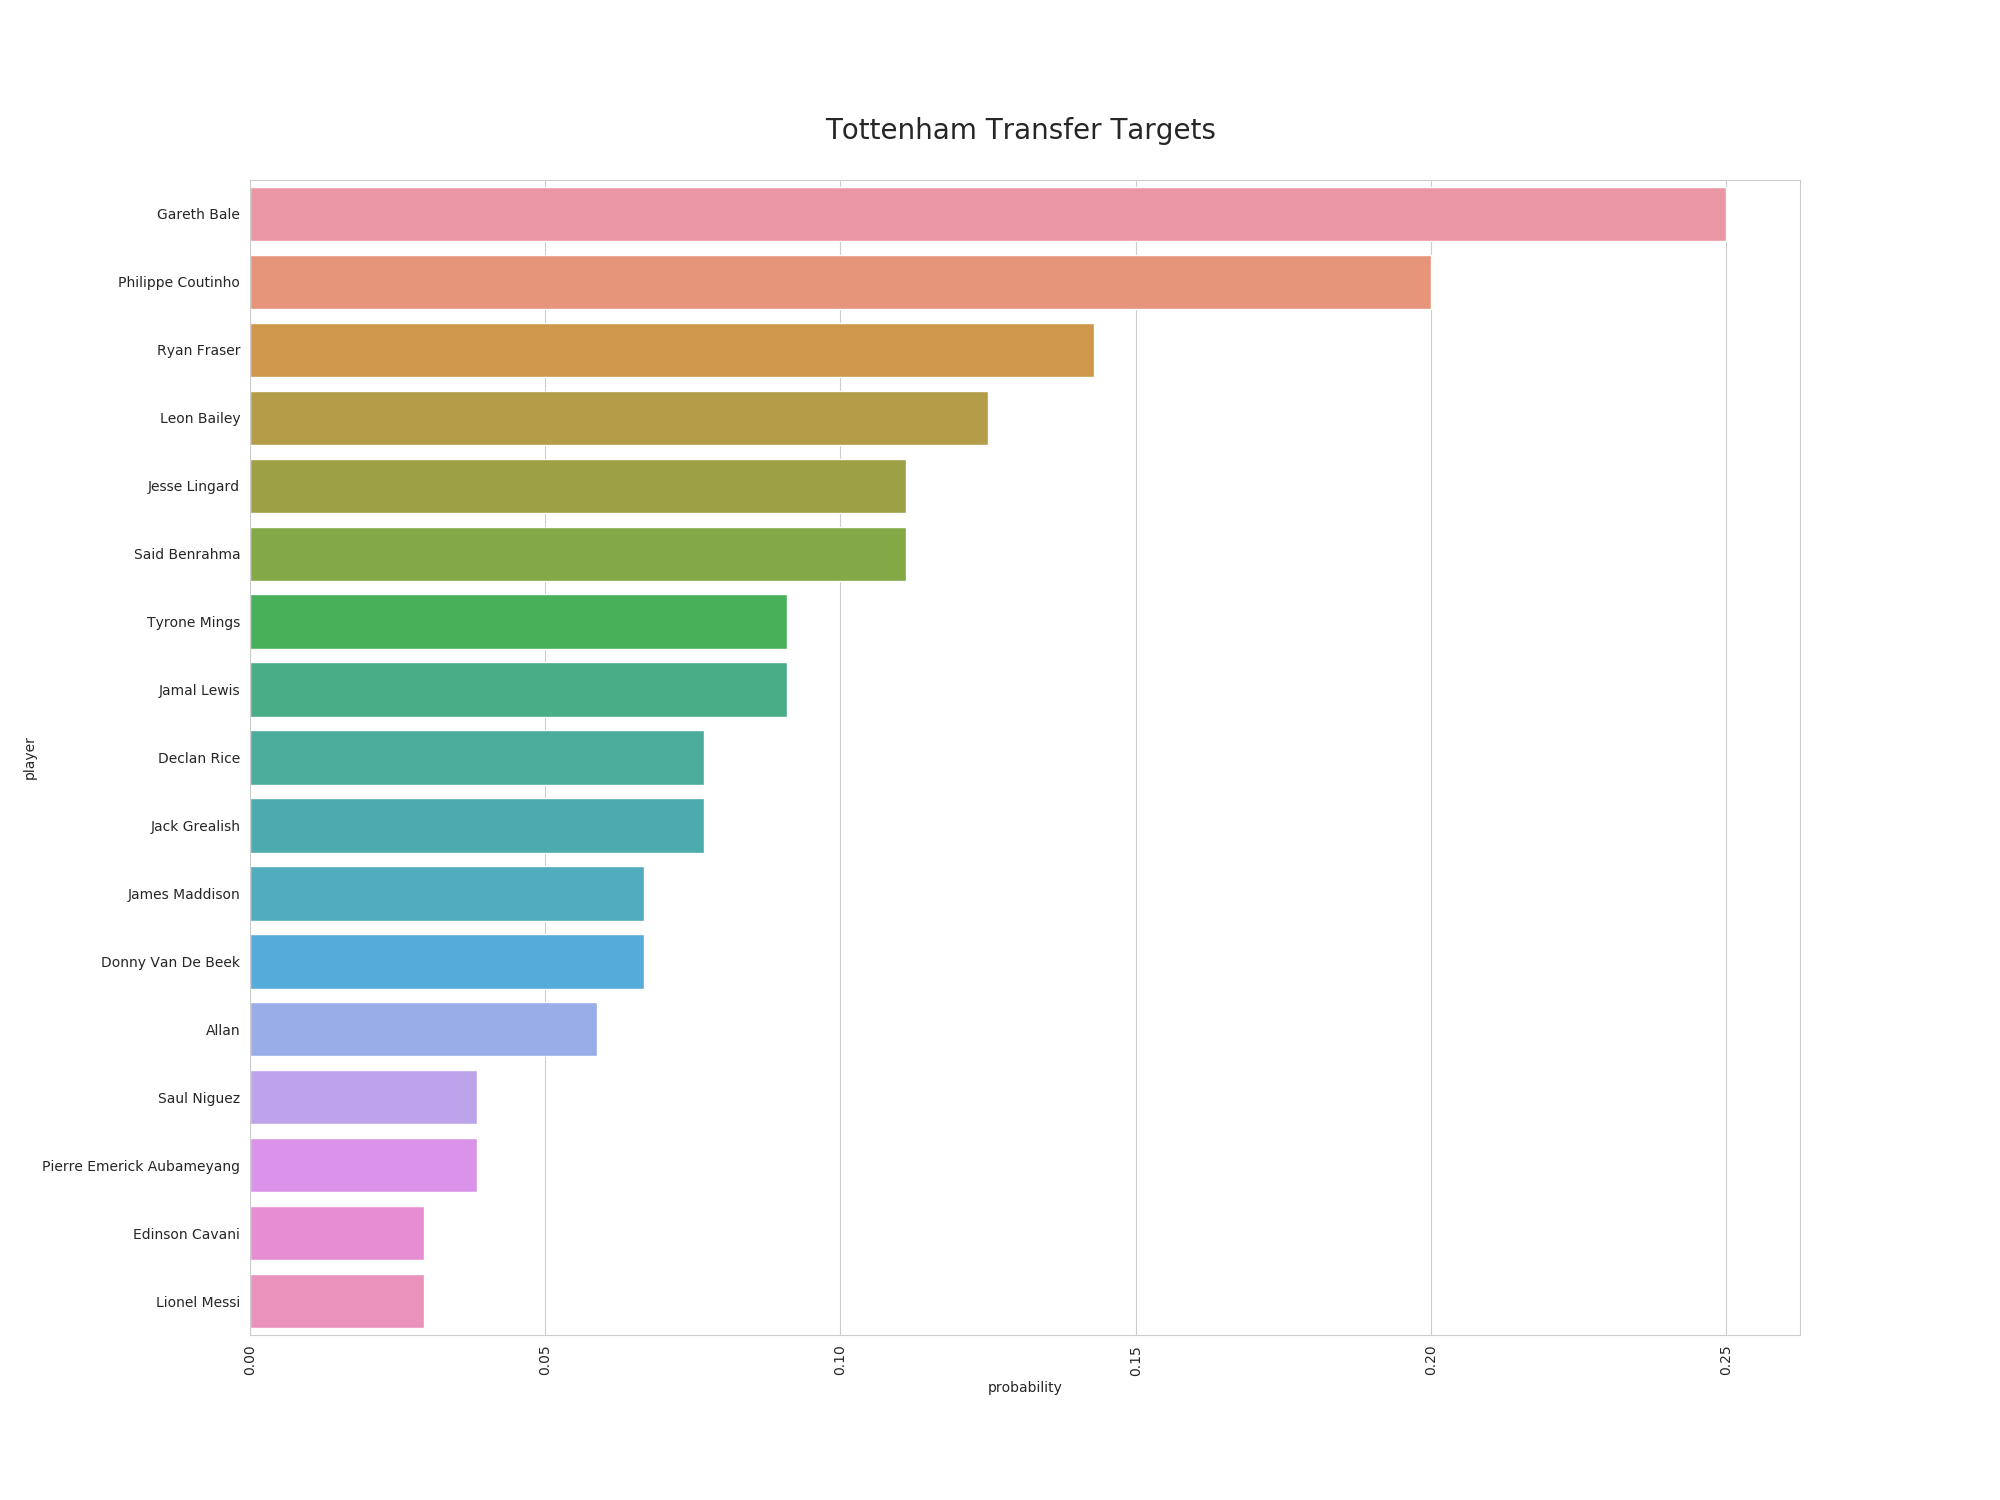 Tottenham Transfer Targets
Gareth Bale
Philippe Coutinho
Ryan Fraser
Leon Bailey
Jesse Lingard
Said Benrahma
Tyrone Mings
Jamal Lewis
Declan Rice
Jack Grealish
James Maddison
Donny Van De Beek
Allan
Saul Niguez
Pierre Emerick Aubameyang
Edinson Cavani
Lionel Messi
player
0.00 0.05 0.10 0.15 0.20 0.25
probability